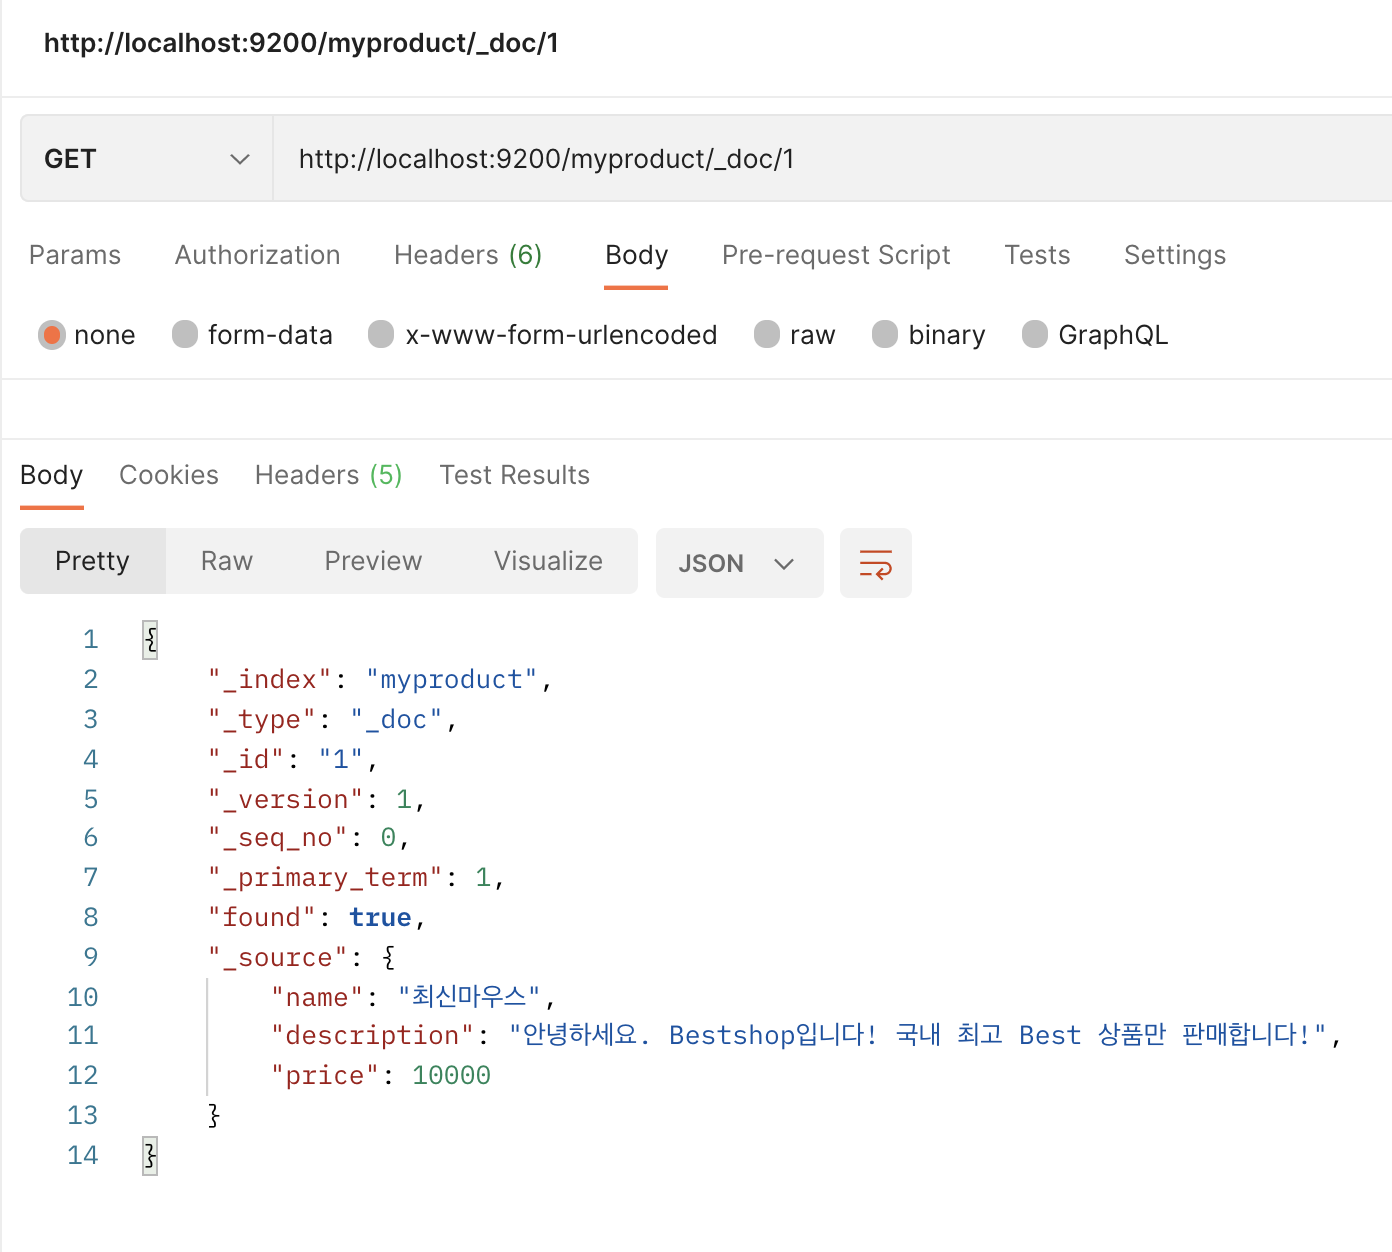 http://localhost:9200/myproduct/_doc/1
GET http://localhost:9200/myproduct/_doc/1
Params Authorization Headers (6) Body Pre-request Script Tests Settings
none form-data x-www-form-urlencoded raw binary GraphQL
Body Cookies Headers (5) Test Results
Pretty Raw Preview Visualize JSON
1 {
2 "_index": "myproduct",
3 "_type": "_doc",
4 "_id": "1",
5 "_version": 1,
6 "_seq_no": 0,
7 "_primary_term": 1,
8 "found": true,
9 "_source": {
10 "name": "최신마우스",
11 "description": "안녕하세요. Bestshop입니다! 국내 최고 Best 상품만 판매합니다!",
12 "price": 10000
13 }
14 }